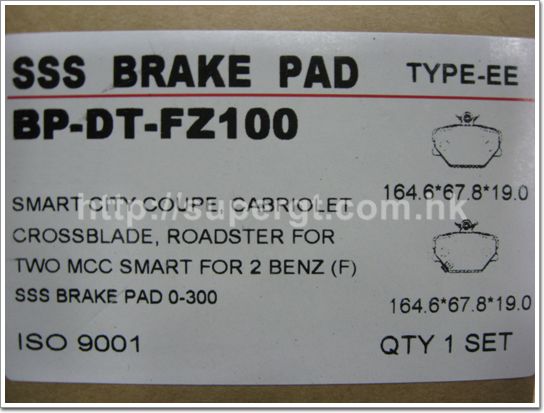 SSS BRAKE PAD TYPE-EE
BP-DT-FZ100
164.6*67.8*19.0
http://supergt.com.hk
SMART CITY COUPE, CABRIOLET
CROSSBLADE, ROADSTER FOR
TWO MCC SMART FOR 2 BENZ (F)
SSS BRAKE PAD 0-300
164.6*67.8*19.0
ISO 9001
QTY 1 SET